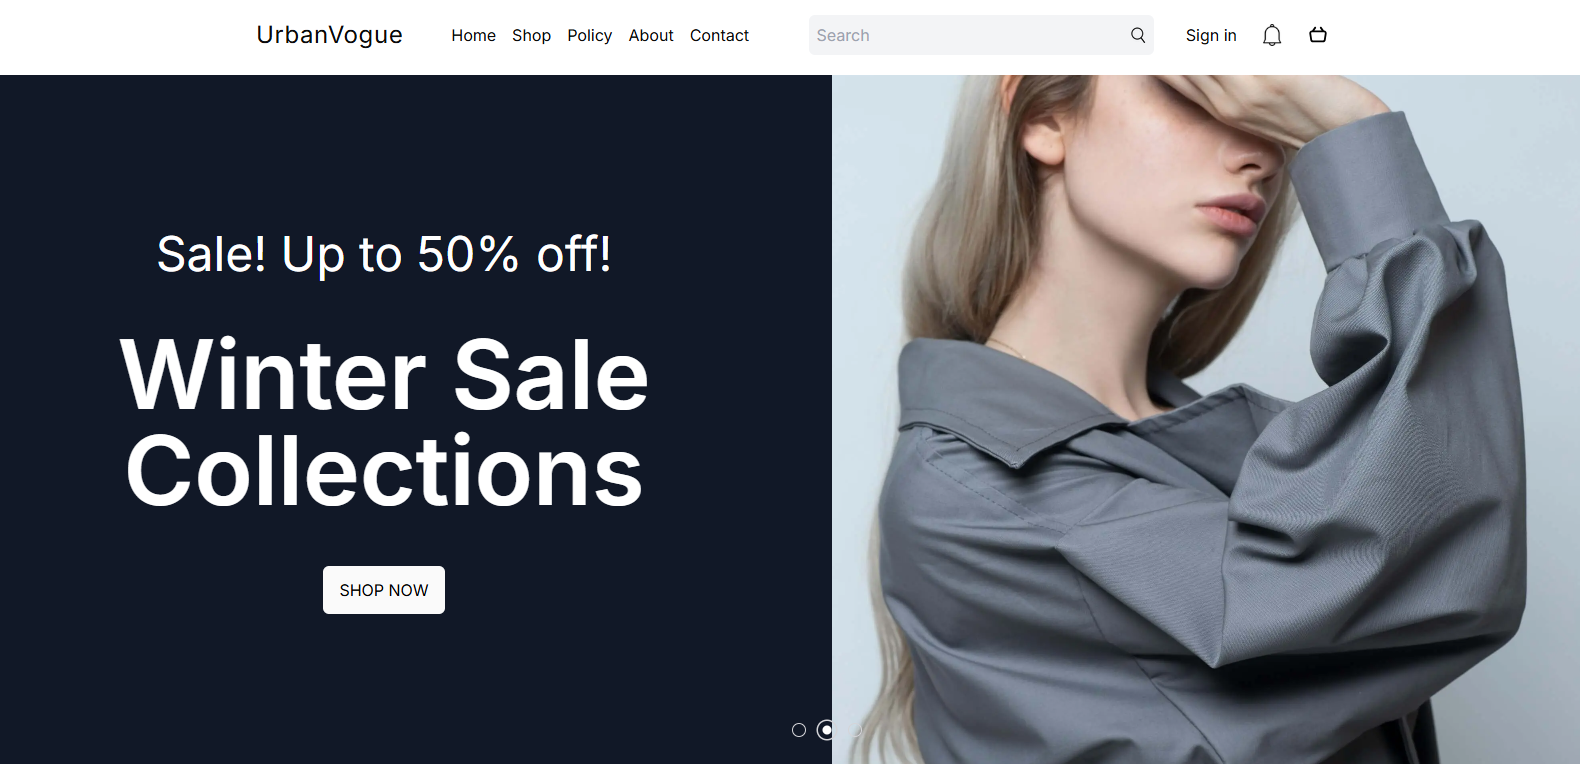 UrbanVogue Home Shop Policy About Contact Search Sign in
Sale! Up to 50% off!
Winter Sale
Collections
SHOP NOW